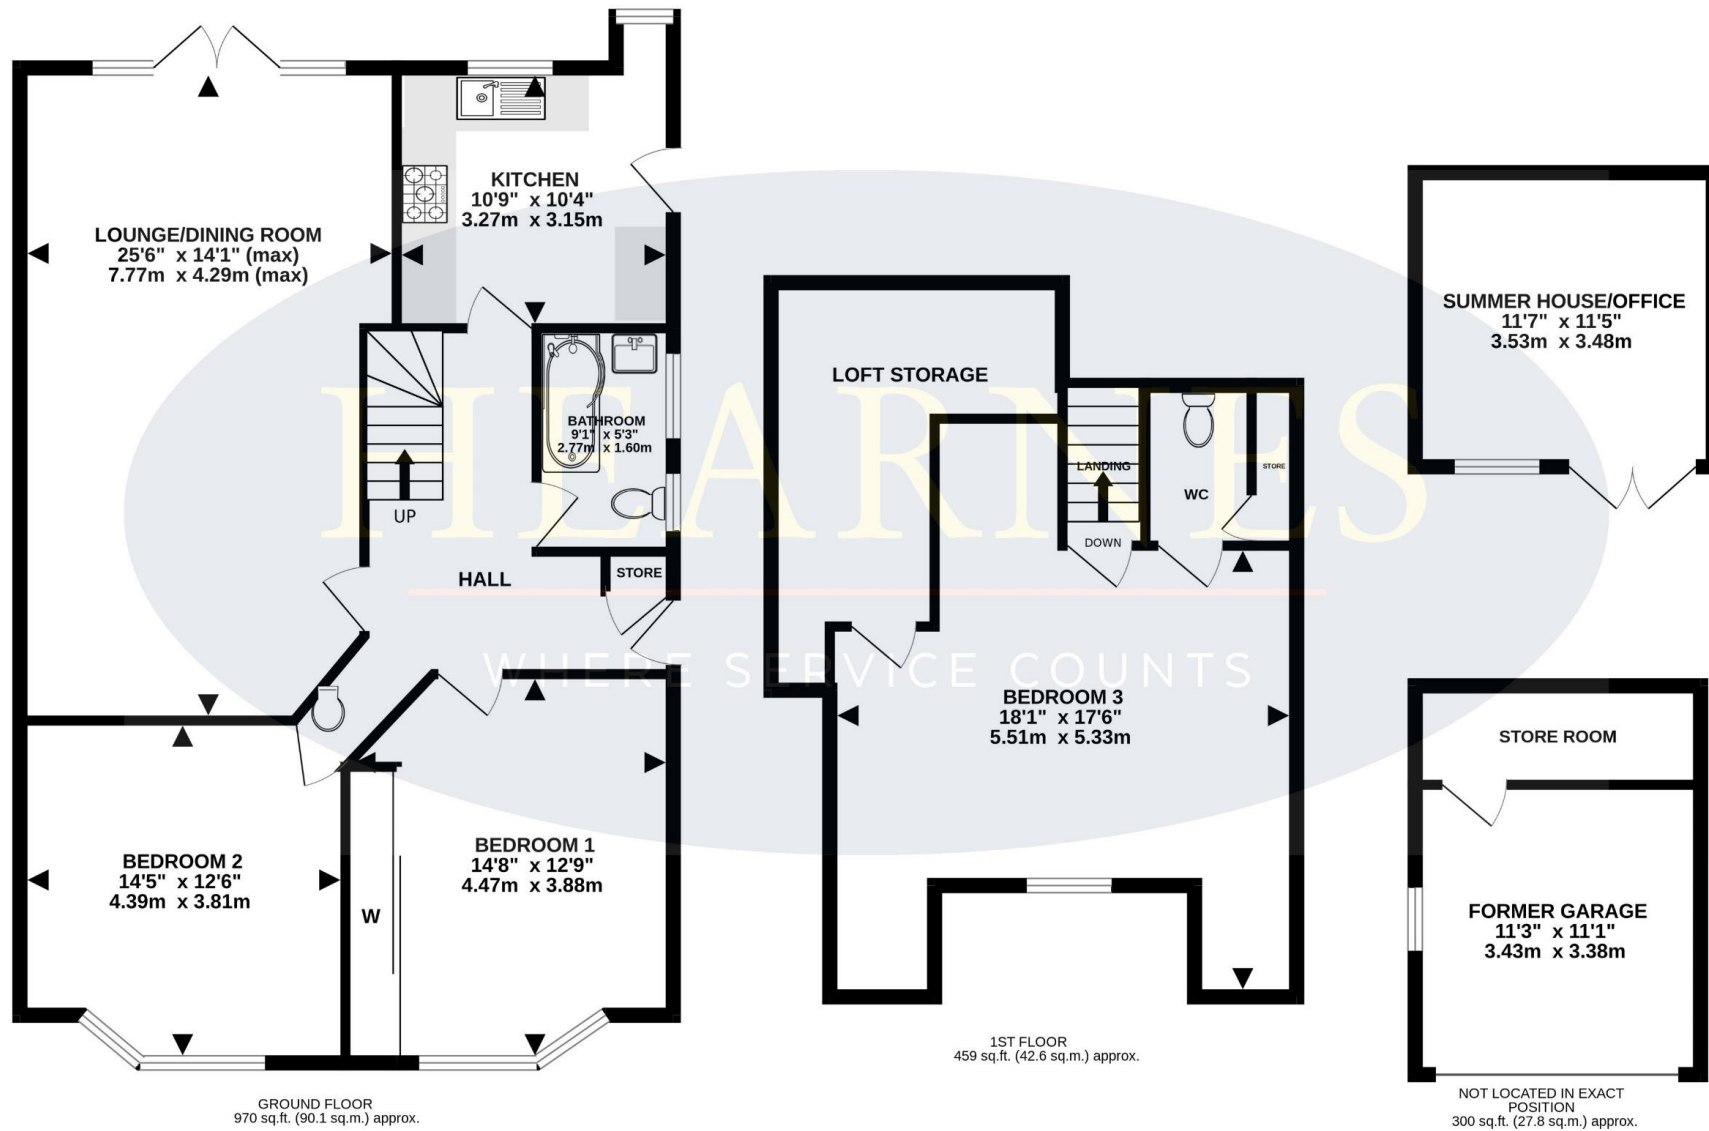 LOUNGE/DINING ROOM
25'6" x 14'1" (max)
7.77m x 4.29m (max)
KITCHEN
10'9" x 10'4"
3.27m x 3.15m
BATHROOM
9'1" x 5'3"
2.77m x 1.60m
UP
HALL
STORE
BEDROOM 2
14'5" x 12'6"
4.39m x 3.81m
W
BEDROOM 1
14'8" x 12'9"
4.47m x 3.88m
GROUND FLOOR
970 sq.ft. (90.1 sq.m.) approx.
LOFT STORAGE
LANDING
DOWN
WC
STORE
BEDROOM 3
18'1" x 17'6"
5.51m x 5.33m
1ST FLOOR
459 sq.ft. (42.6 sq.m.) approx.
SUMMER HOUSE/OFFICE
11'7" x 11'5"
3.53m x 3.48m
STORE ROOM
FORMER GARAGE
11'3" x 11'1"
3.43m x 3.38m
NOT LOCATED IN EXACT
POSITION
300 sq.ft. (27.8 sq.m.) approx.
HEARNES
WHERE SERVICE COUNTS